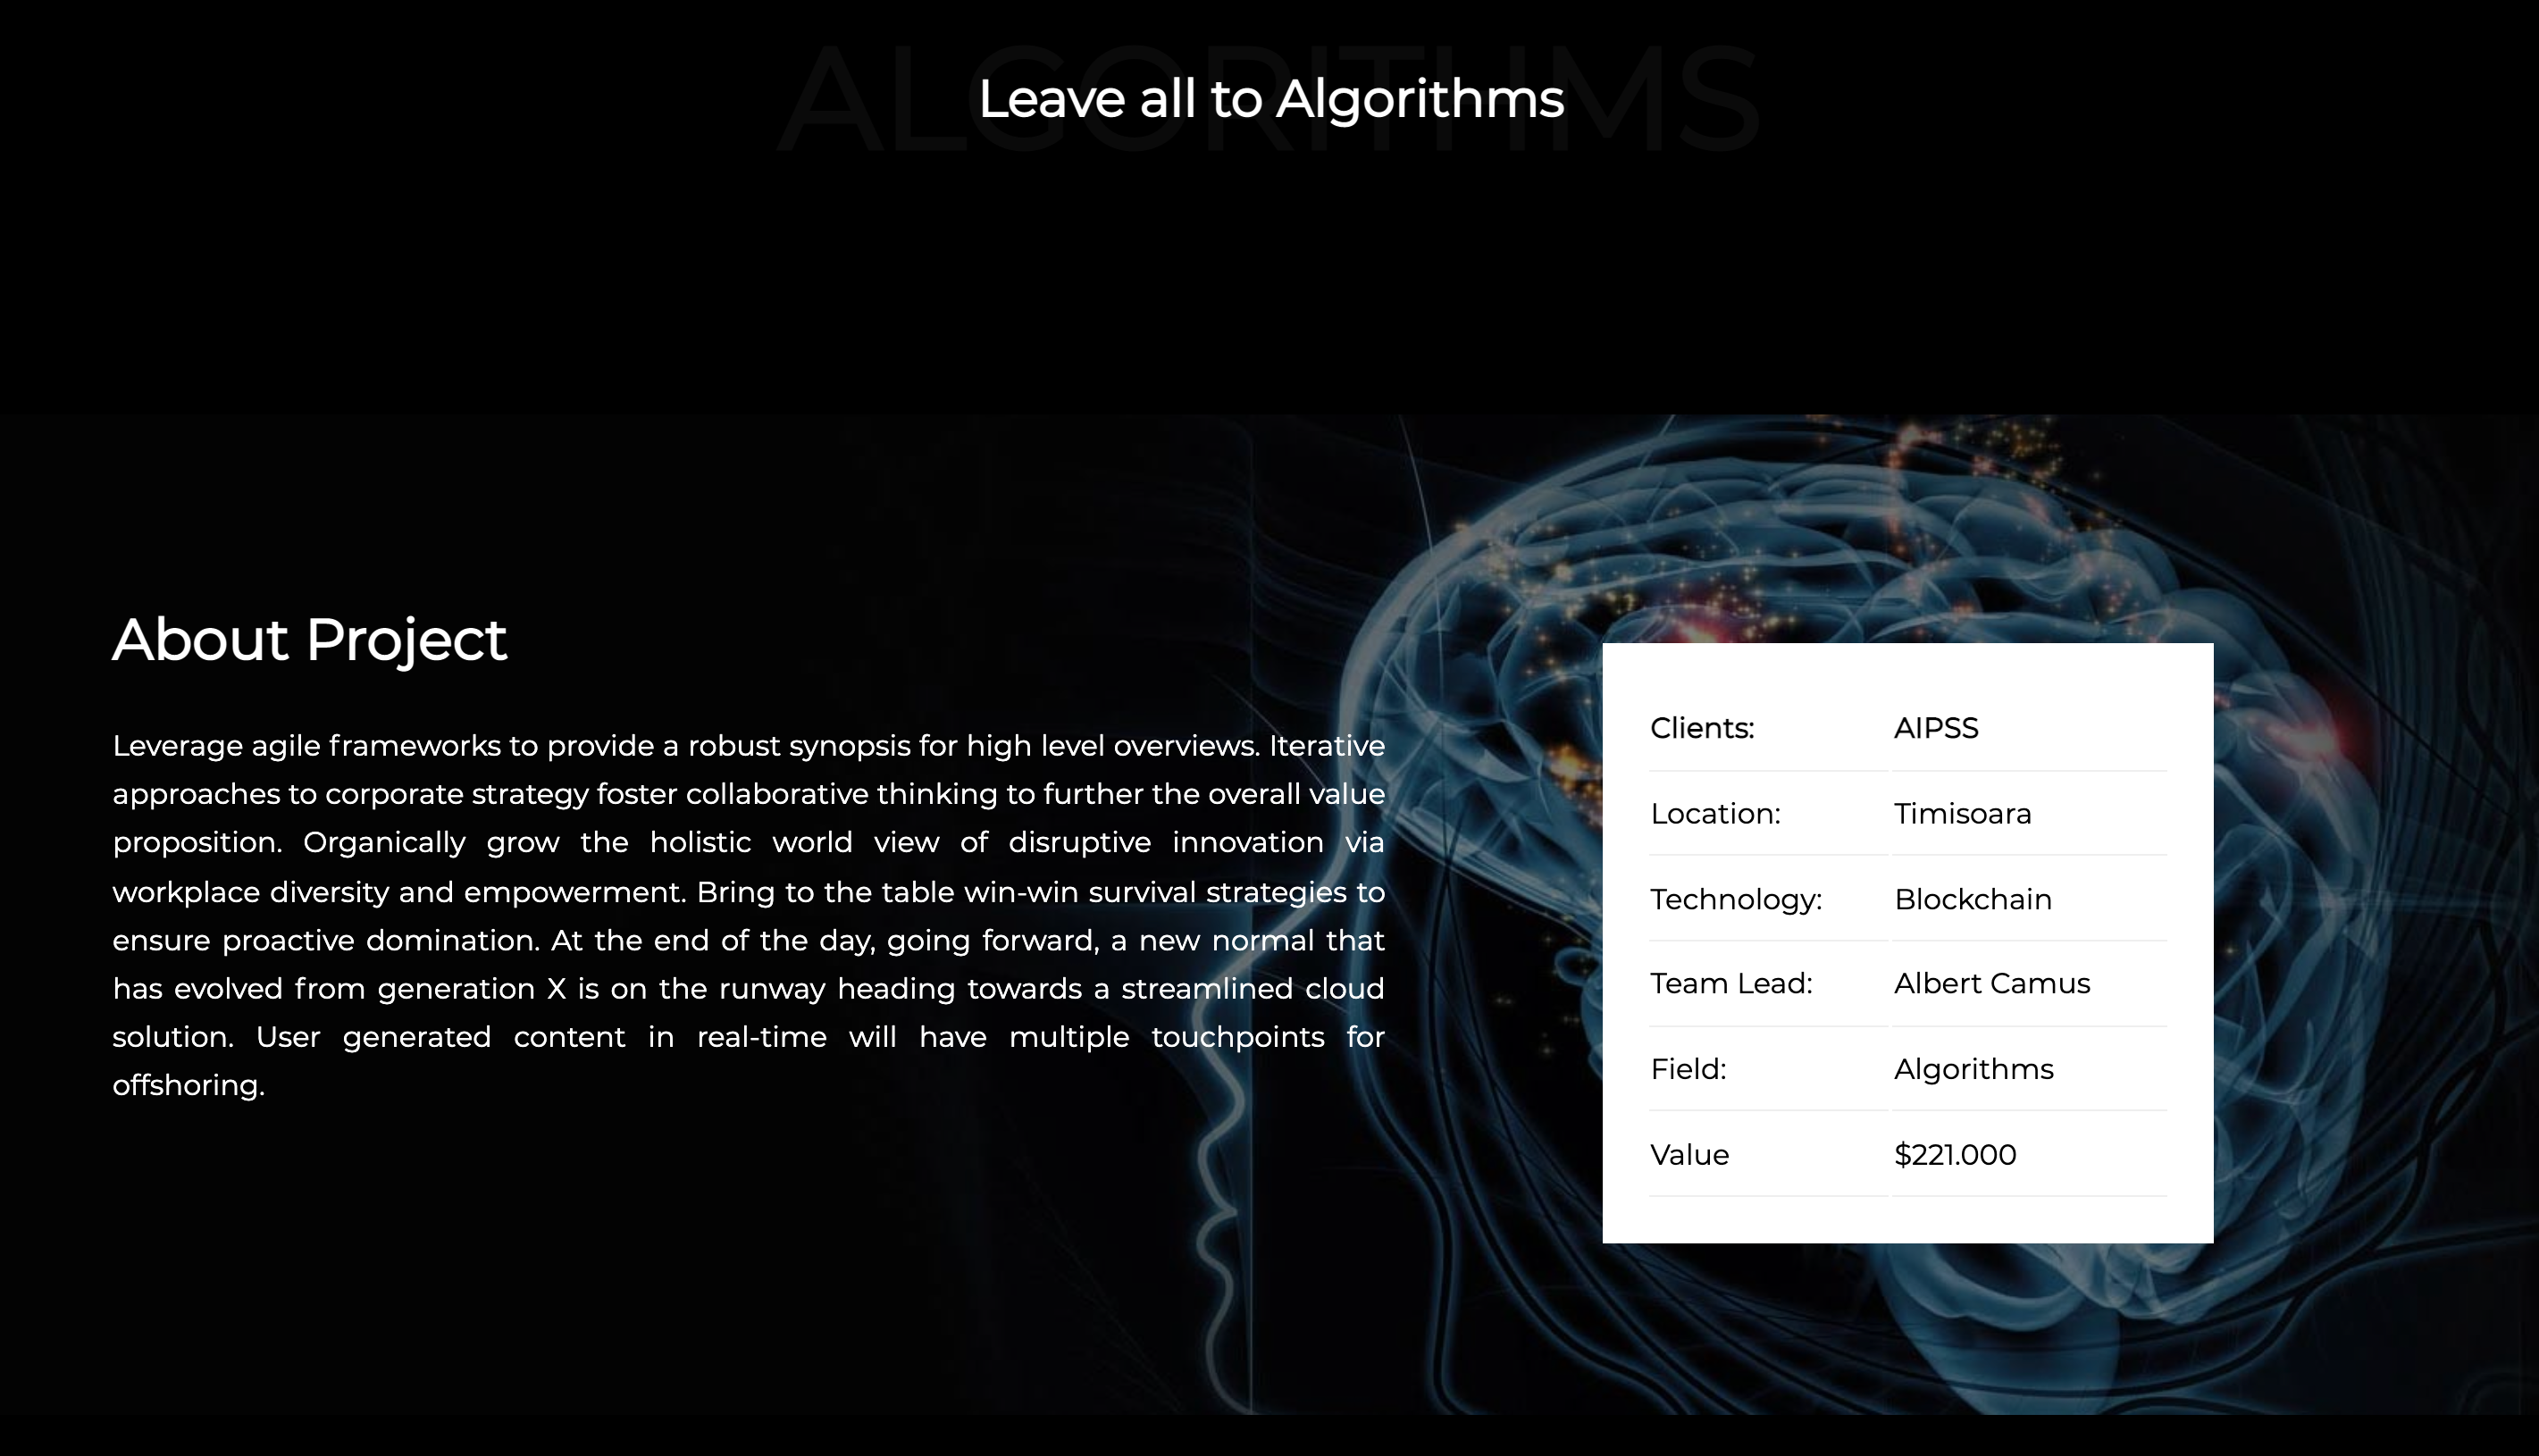 ALGORITHMS
Leave all to Algorithms
About Project
Leverage agile frameworks to provide a robust synopsis for high level overviews. Iterative
approaches to corporate strategy foster collaborative thinking to further the overall value
proposition. Organically grow the holistic world view of disruptive innovation via
workplace diversity and empowerment. Bring to the table win-win survival strategies to
ensure proactive domination. At the end of the day, going forward, a new normal that
has evolved from generation X is on the runway heading towards a streamlined cloud
solution. User generated content in real-time will have multiple touchpoints for
offshoring.
Clients: AIPSS
Location: Timisoara
Technology: Blockchain
Team Lead: Albert Camus
Field: Algorithms
Value $221.000